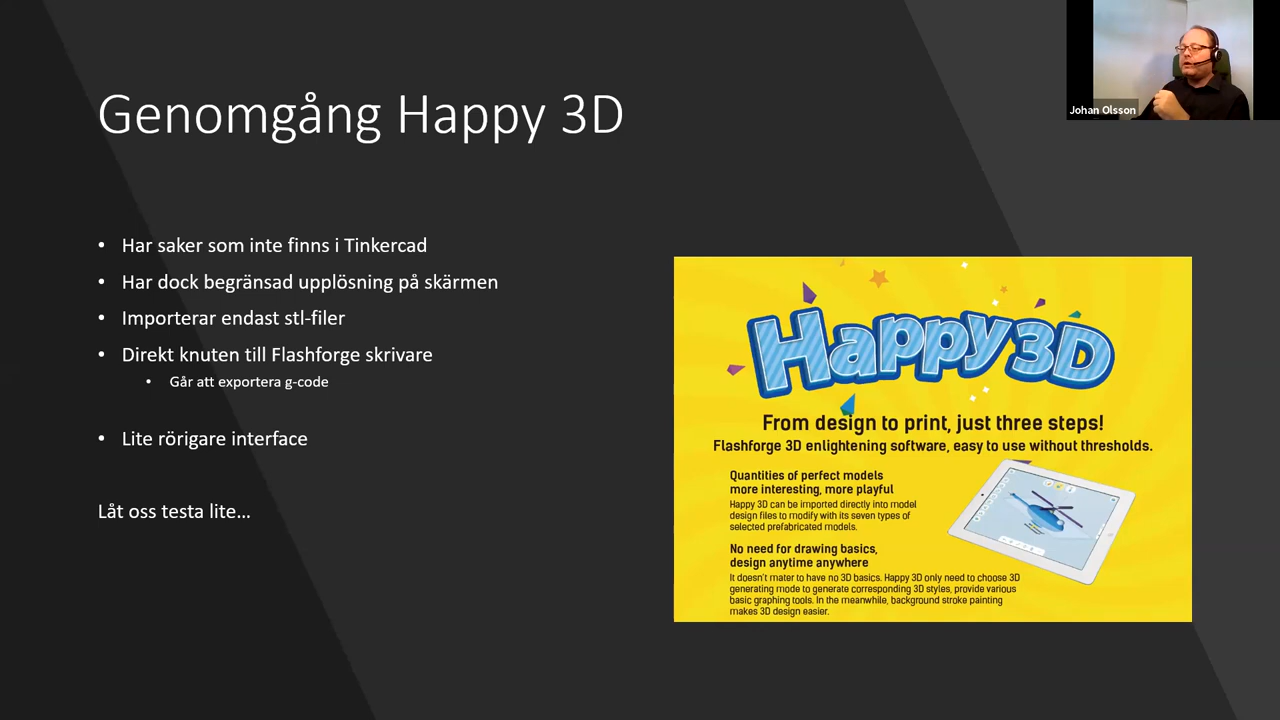 Genomgång Happy 3D
Johan Olsson
• Har saker som inte finns i Tinkercad
• Har dock begränsad upplösning på skärmen
• Importerar endast stl-filer
• Direkt knuten till Flashforge skrivare
• Går att exportera g-code
• Lite rörigare interface
Låt oss testa lite...
Happy3D
From design to print, just three steps!
Flashforge 3D enlightening software, easy to use without thresholds.
Quantities of perfect models
more interesting, more playful
Happy 3D can be imported directly into model
design files to modify with its seven types of
selected prefabricated models.
No need for drawing basics,
design anytime anywhere
It doesn't mater to have no 3D basics. Happy 3D only need to choose 3D
generating mode to generate corresponding 3D styles, provide various
basic graphing tools. In the meanwhile, background stroke painting
makes 3D design easier.